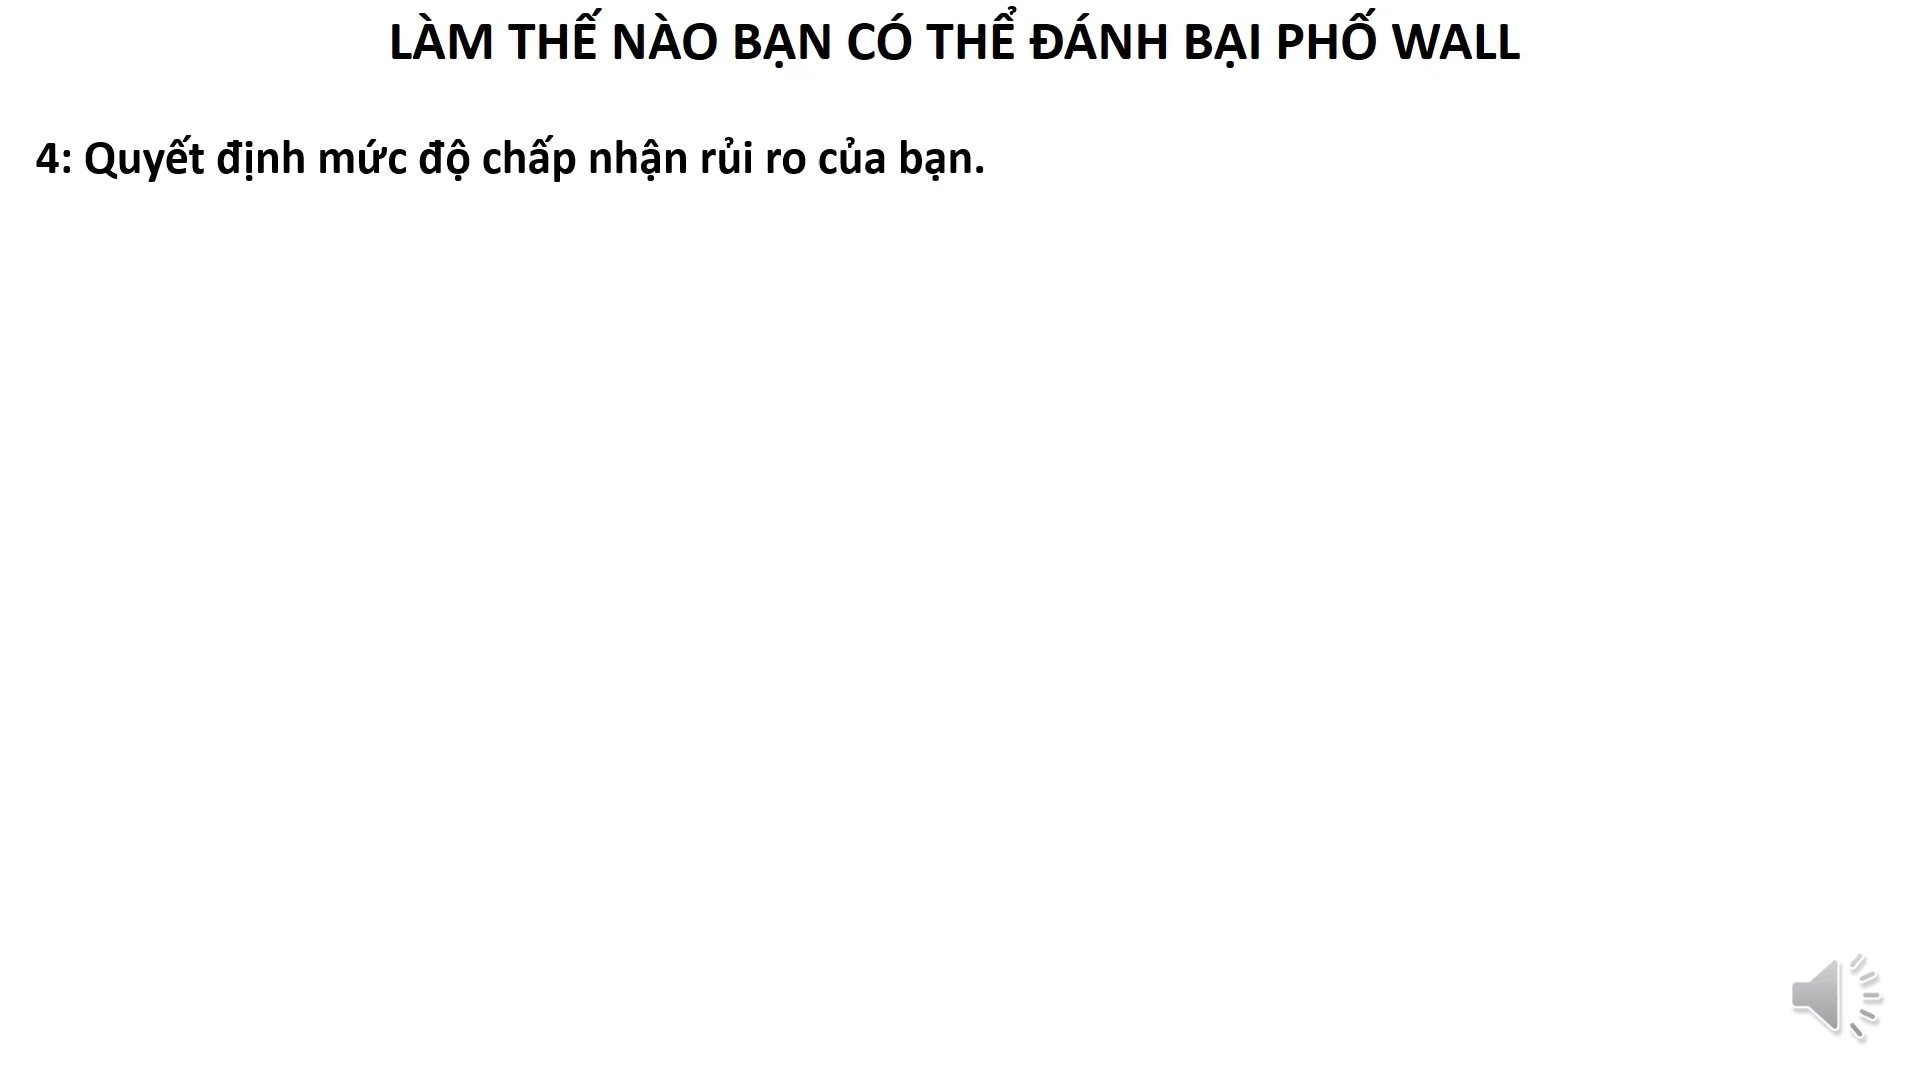 LÀM THẾ NÀO BẠN CÓ THỂ ĐÁNH BẠI PHỐ WALL
4: Quyết định mức độ chấp nhận rủi ro của bạn.